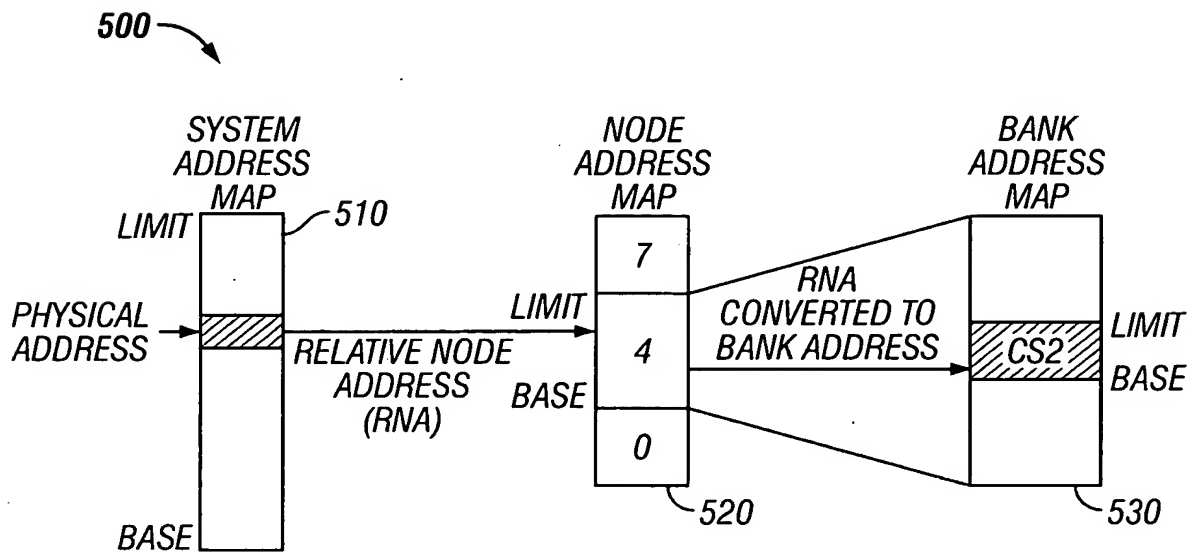 500
SYSTEM
ADDRESS
MAP
LIMIT
510
PHYSICAL
ADDRESS
BASE
RELATIVE NODE
ADDRESS
(RNA)
NODE
ADDRESS
MAP
7
LIMIT
4
BASE
0
520
RNA
CONVERTED TO
BANK ADDRESS
BANK
ADDRESS
MAP
LIMIT
CS2
BASE
530